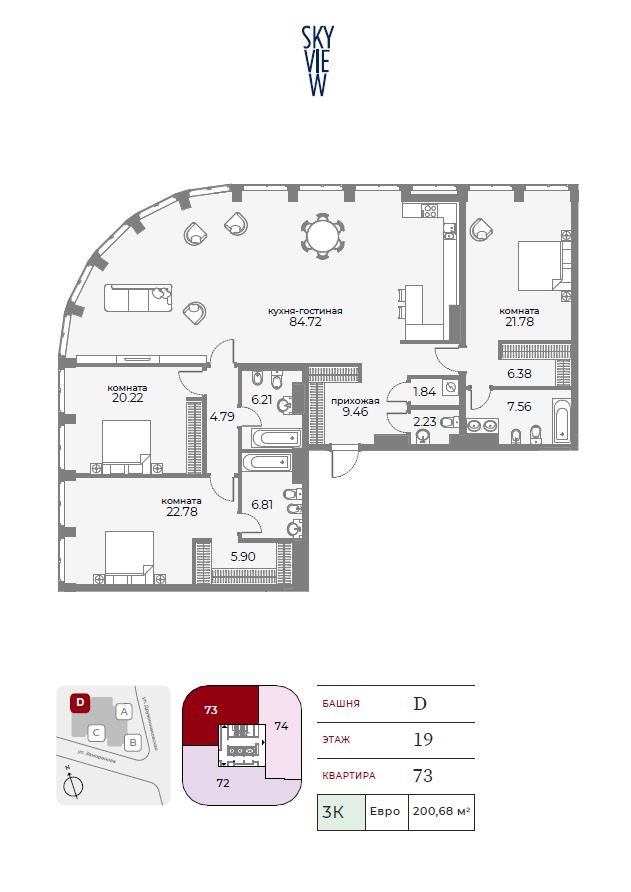 SKY
VIE
W
кухня-гостиная
84.72
комната
21.78
6.38
комната
20.22
4.79
6.21
прихожая
9.46
1.84
2.23
7.56
комната
22.78
6.81
5.90
D
A
C
B
ул. Дружинниковская
ул. Заморенова
N
73
74
72
БАШНЯ D
ЭТАЖ 19
КВАРТИРА 73
3К Евро 200,68 м²